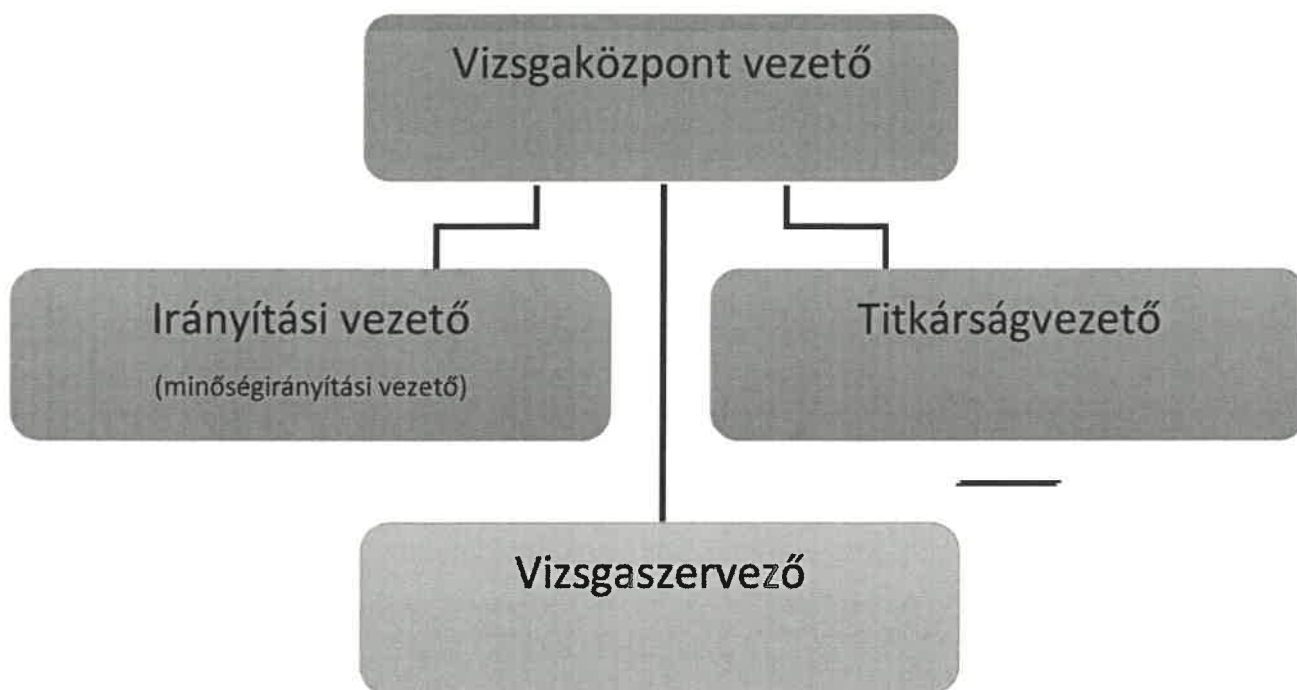 Vizsgaközpont vezető
Irányítási vezető
(minőségirányítási vezető)
Titkárságvezető
Vizsgaszervező